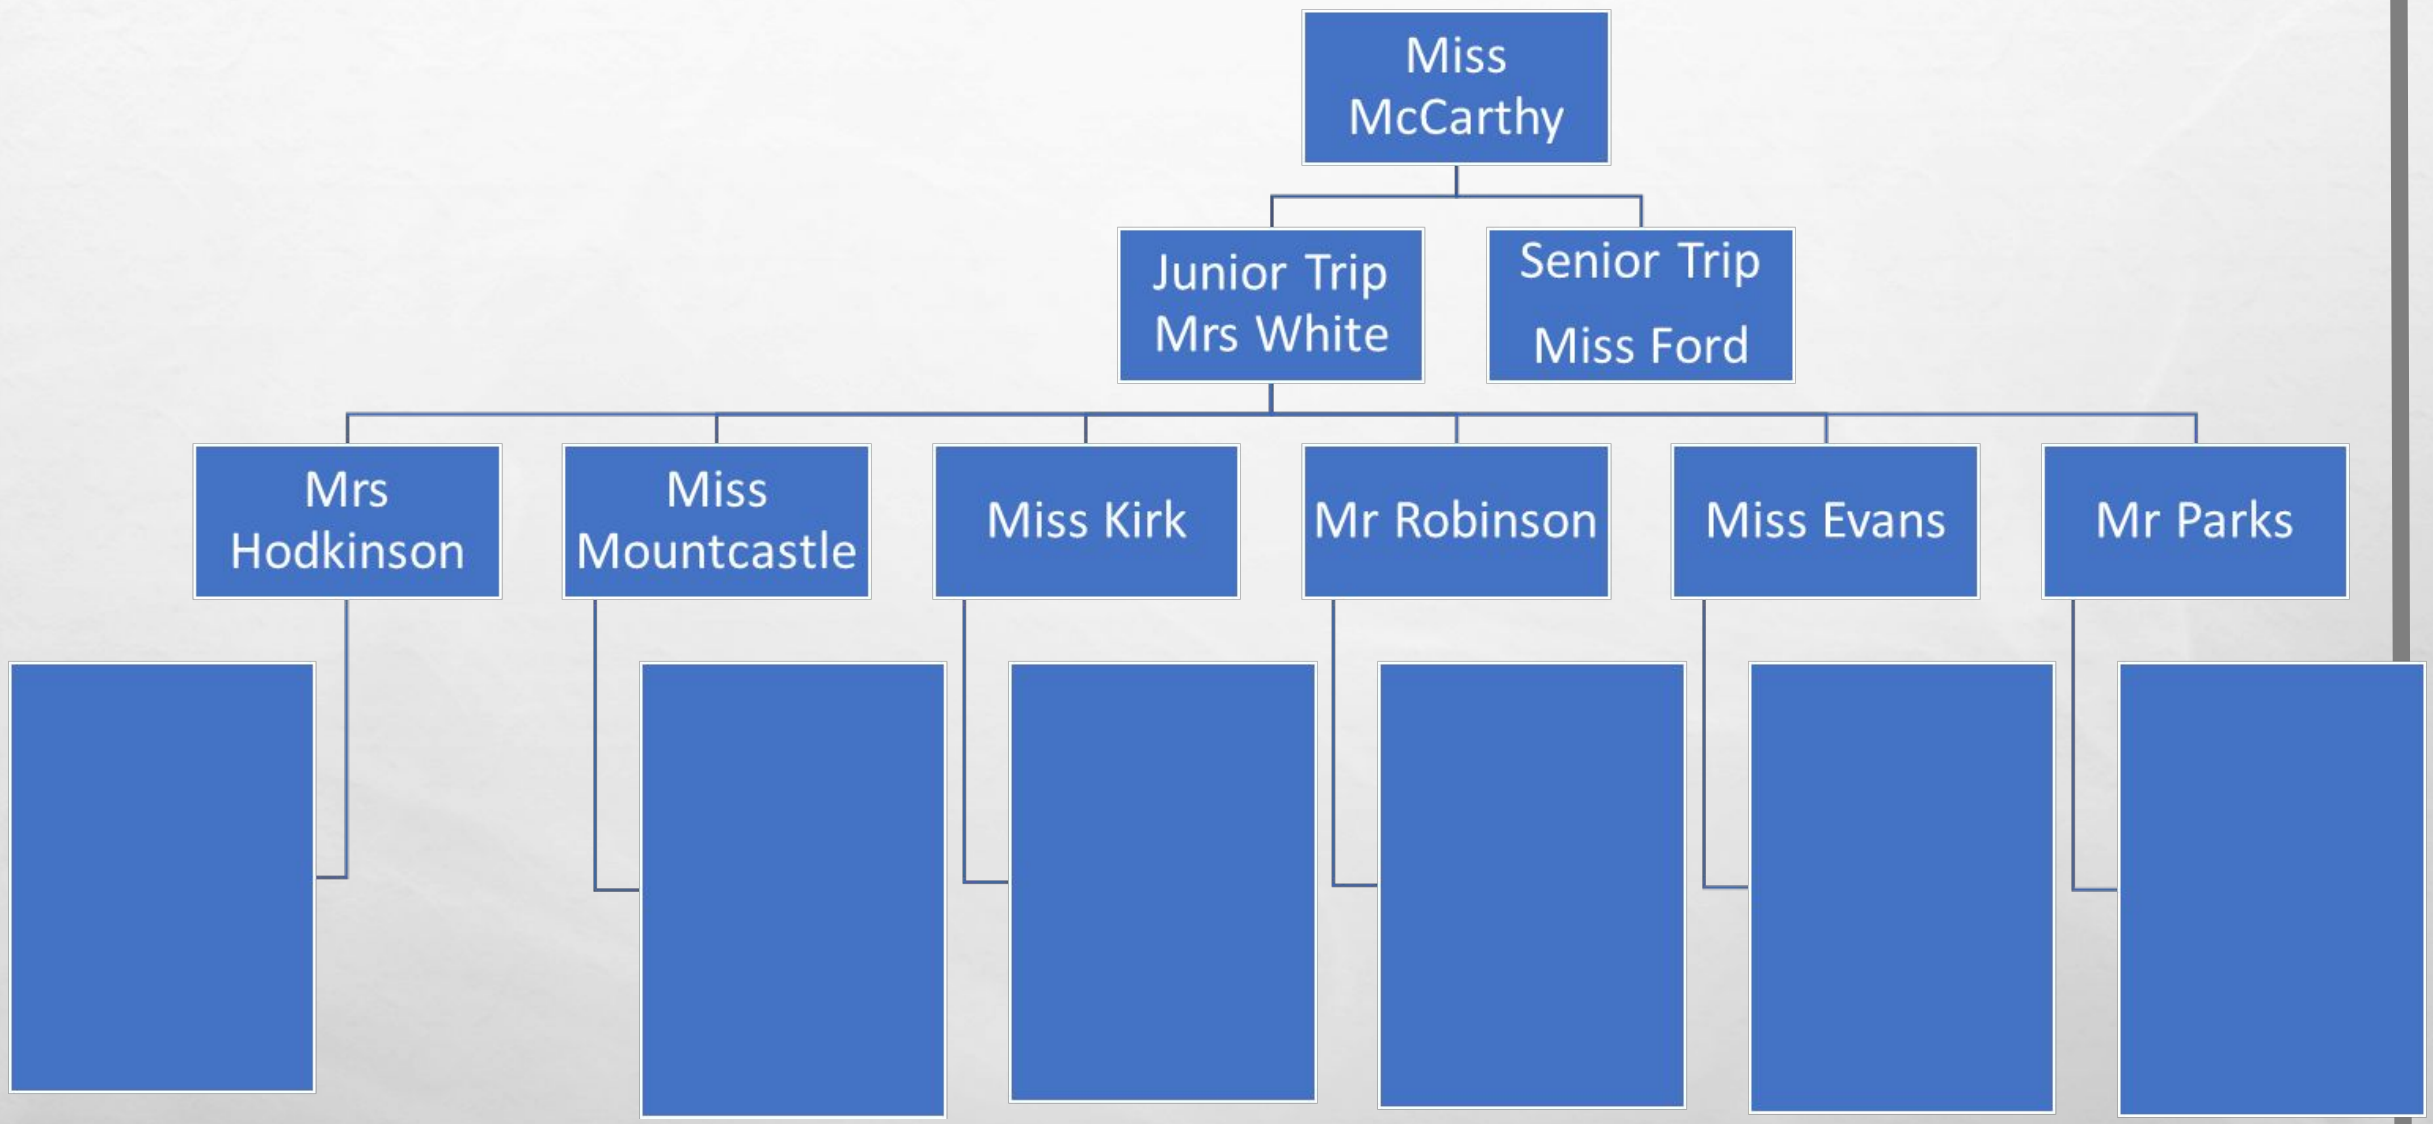 Miss
McCarthy
Junior Trip
Mrs White
Senior Trip
Miss Ford
Mrs
Hodkinson
Miss
Mountcastle
Miss Kirk
Mr Robinson
Miss Evans
Mr Parks